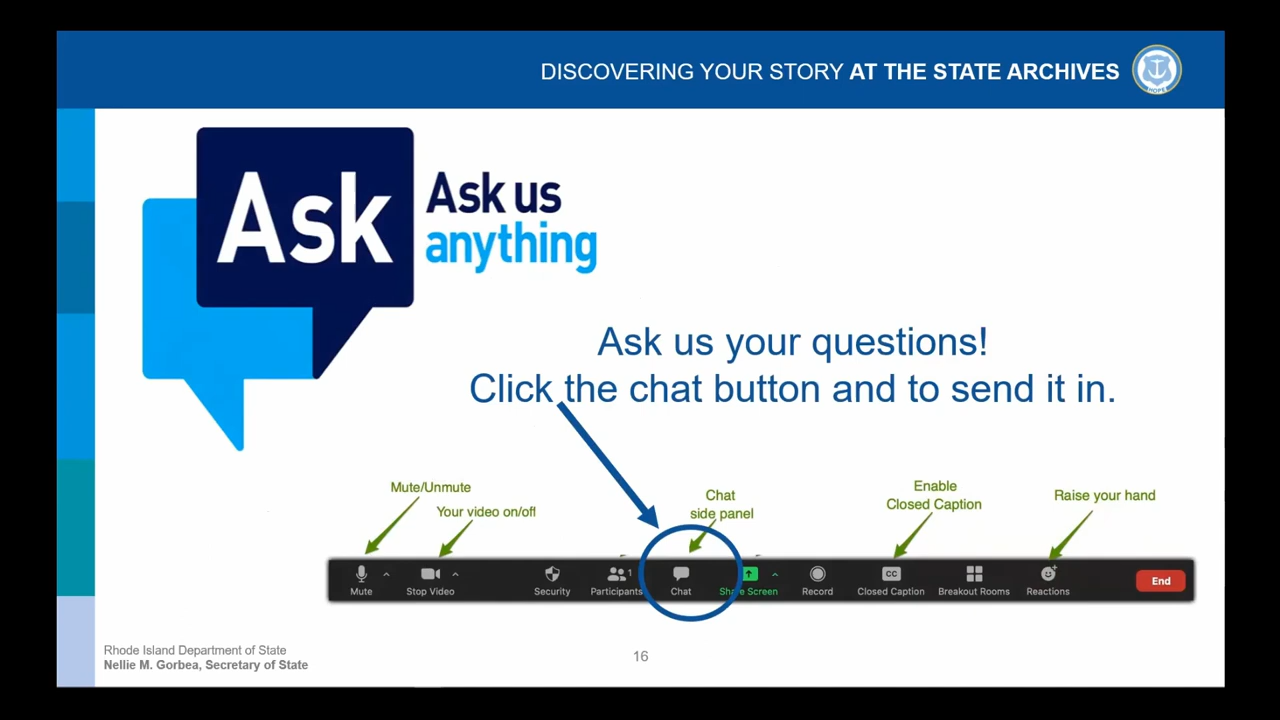 DISCOVERING YOUR STORY AT THE STATE ARCHIVES
HOPE
Ask
Ask us
anything
Ask us your questions!
Click the chat button and to send it in.
Mute/Unmute
Your video on/off
Chat
side panel
Enable
Closed Caption
Raise your hand
1
CC
Mute
Stop Video
Security
Participants
Chat
Share Screen
Record
Closed Caption
Breakout Rooms
Reactions
End
Rhode Island Department of State
Nellie M. Gorbea, Secretary of State
16